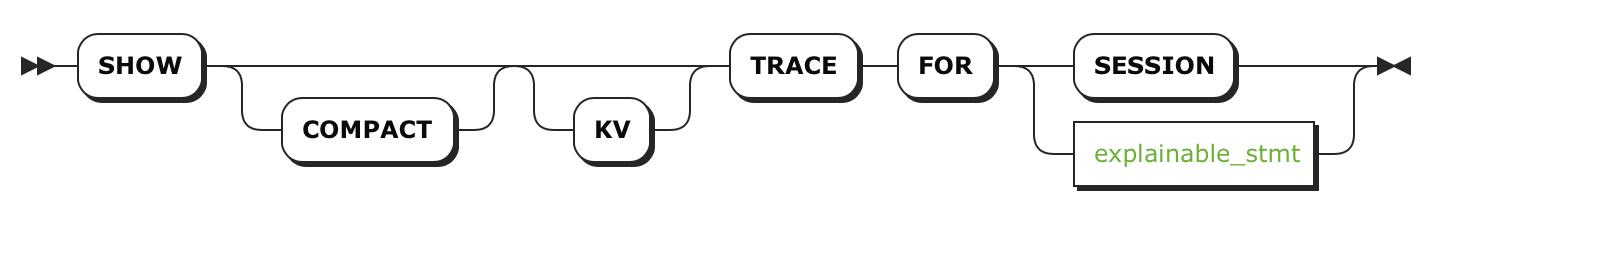 SHOW TRACE FOR SESSION
COMPACT KV
explainable_stmt